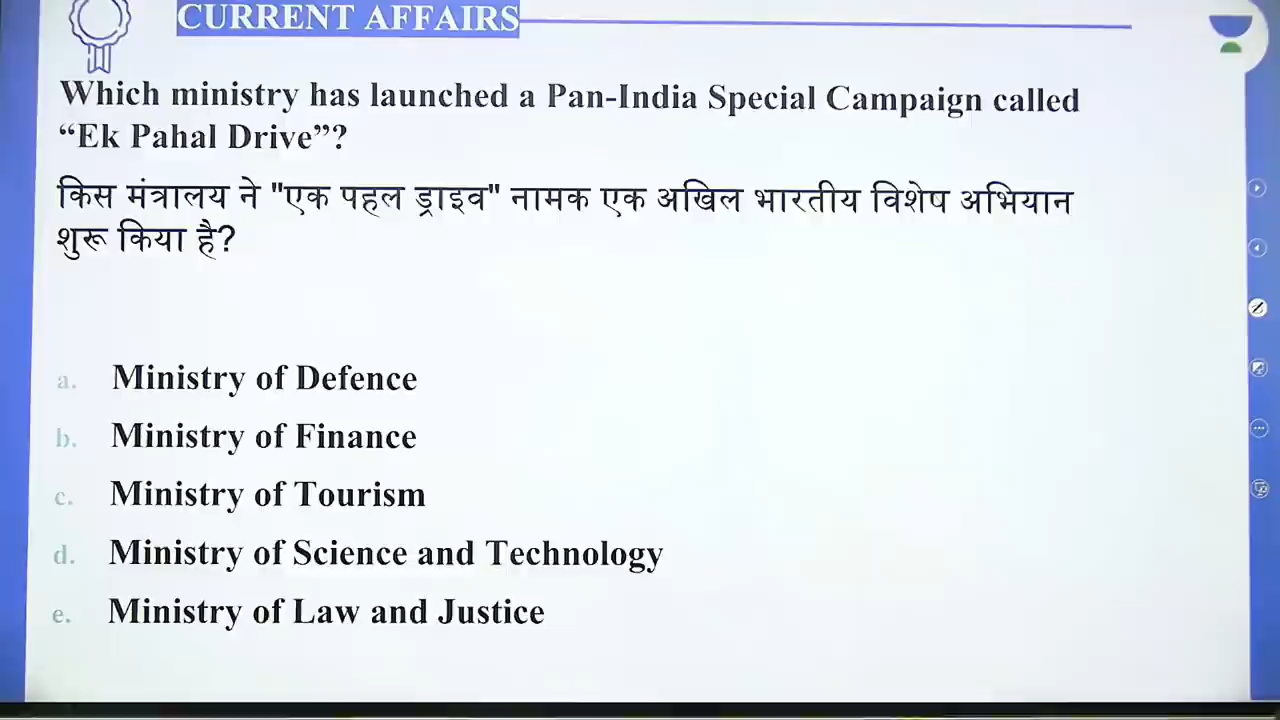 CURRENT AFFAIRS
Which ministry has launched a Pan-India Special Campaign called
“Ek Pahal Drive”?
किस मंत्रालय ने "एक पहल ड्राइव" नामक एक अखिल भारतीय विशेष अभियान
शुरू किया है?
a. Ministry of Defence
b. Ministry of Finance
c. Ministry of Tourism
d. Ministry of Science and Technology
e. Ministry of Law and Justice